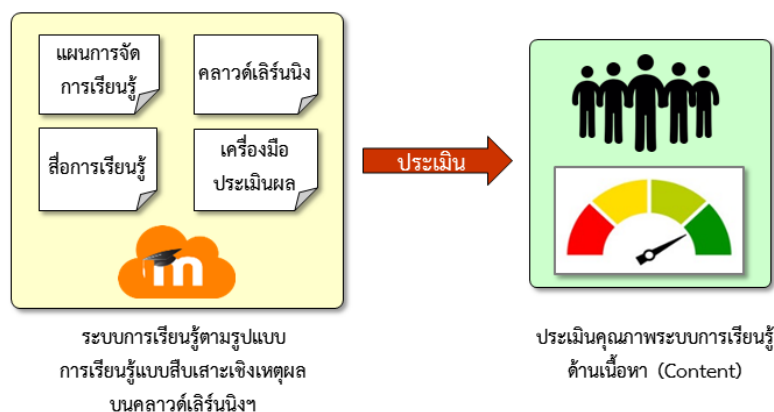 แผนการจัด
การเรียนรู้
คลาวด์เลิร์นนิง
สื่อการเรียนรู้
เครื่องมือ
ประเมินผล
m
ประเมิน
ระบบการเรียนรู้ตามรูปแบบ
การเรียนรู้แบบสืบเสาะเชิงเหตุผล
บนคลาวด์เลิร์นนิงฯ
ประเมินคุณภาพระบบการเรียนรู้
ด้านเนื้อหา (Content)